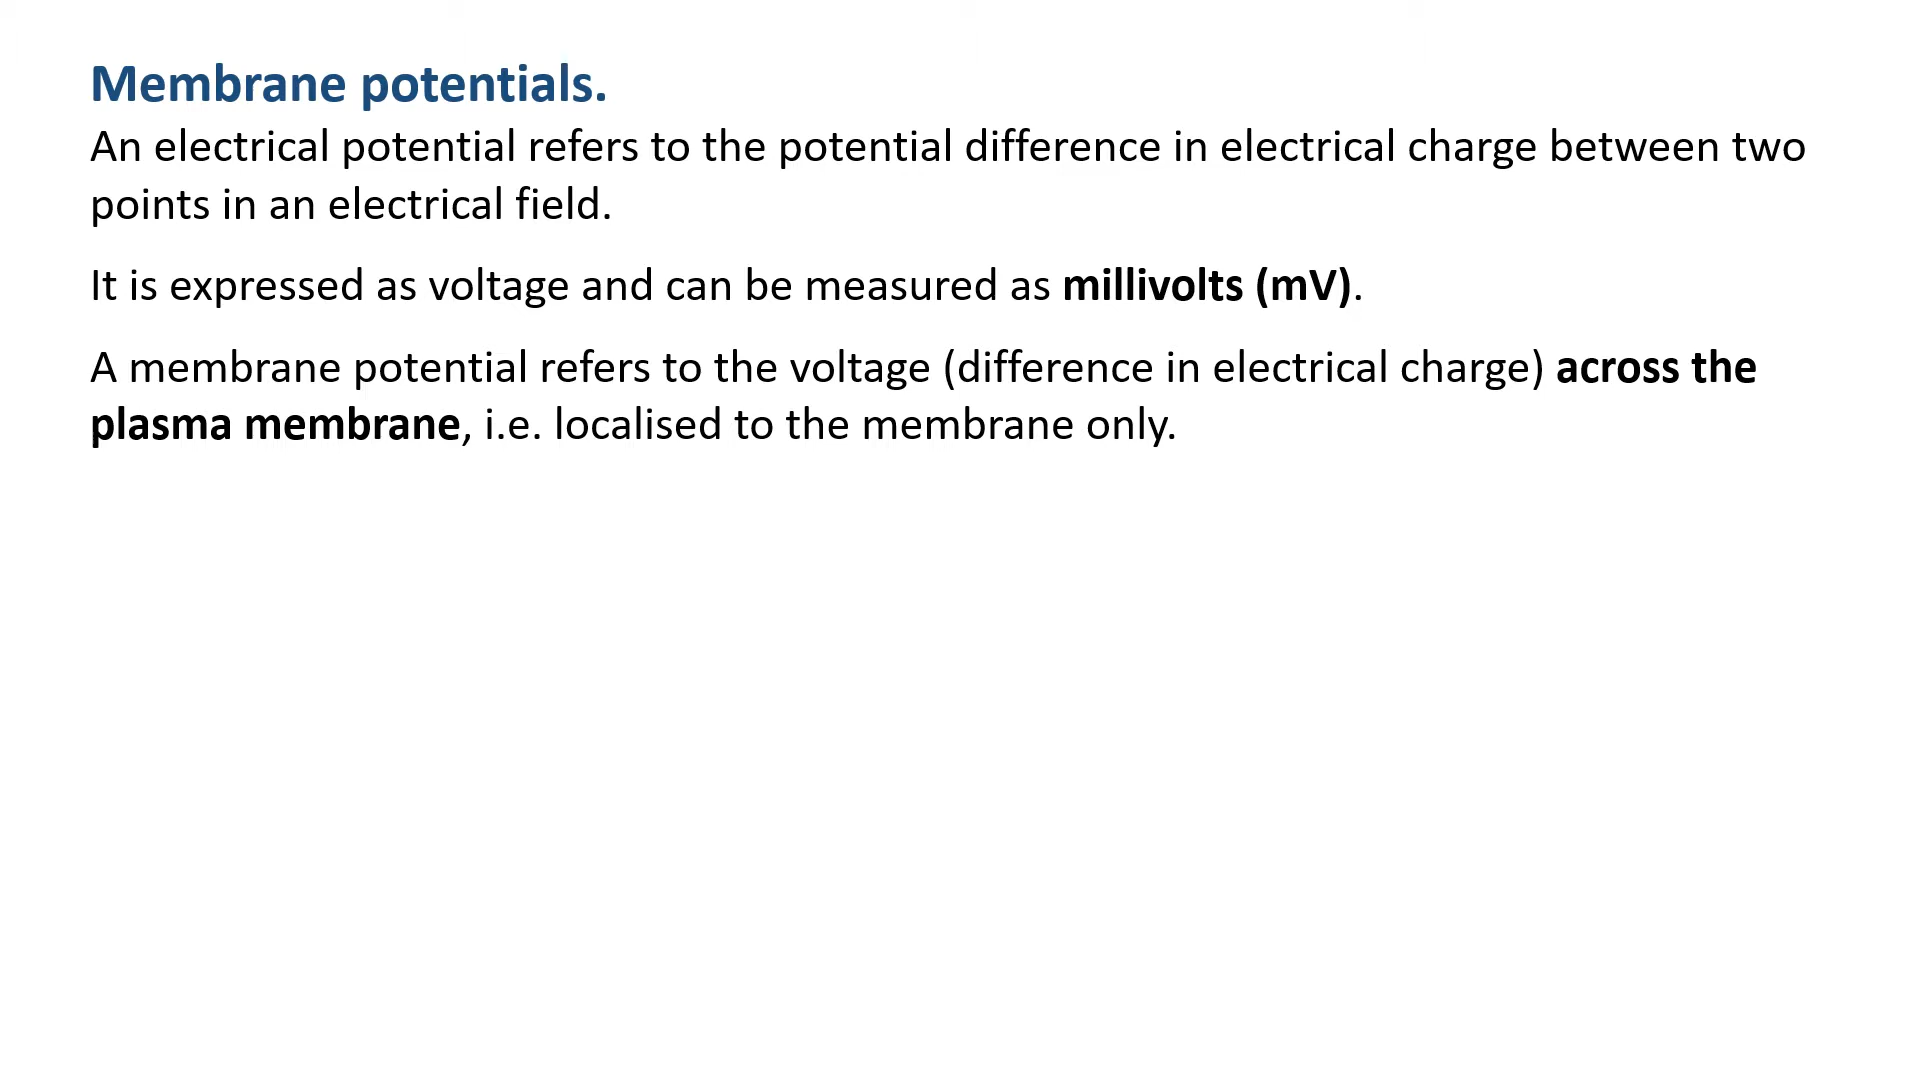 Membrane potentials.
An electrical potential refers to the potential difference in electrical charge between two
points in an electrical field.
It is expressed as voltage and can be measured as millivolts (mV).
A membrane potential refers to the voltage (difference in electrical charge) across the
plasma membrane, i.e. localised to the membrane only.